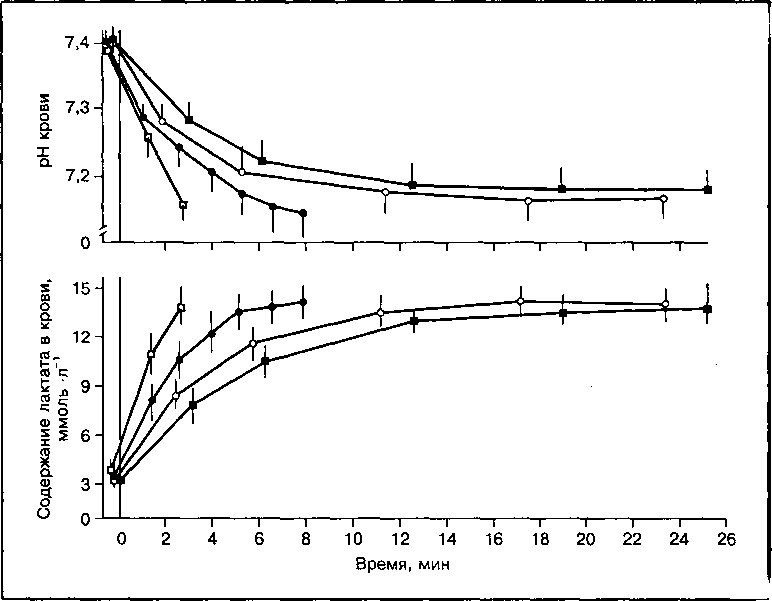 рН крови
7,4
7,3
7,2
0
Содержание лактата в крови,
ммоль·л⁻¹
15
12
9
6
3
0
0 2 4 6 8 10 12 14 16 18 20 22 24 26
Время, мин